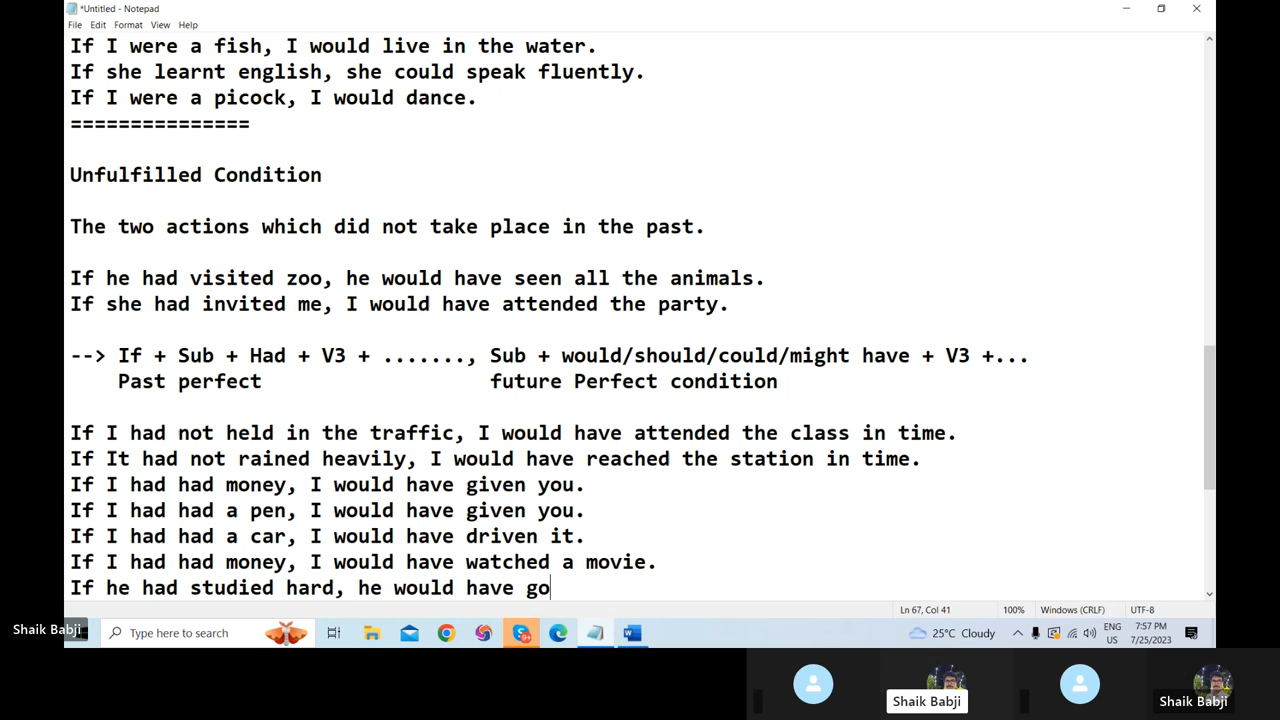 *Untitled - Notepad
File Edit Format View Help
If I were a fish, I would live in the water.
If she learnt english, she could speak fluently.
If I were a picock, I would dance.
===============
Unfulfilled Condition
The two actions which did not take place in the past.
If he had visited zoo, he would have seen all the animals.
If she had invited me, I would have attended the party.
--> If + Sub + Had + V3 + ......., Sub + would/should/could/might have + V3 +...
Past perfect future Perfect condition
If I had not held in the traffic, I would have attended the class in time.
If It had not rained heavily, I would have reached the station in time.
If I had had money, I would have given you.
If I had had a pen, I would have given you.
If I had had a car, I would have driven it.
If I had had money, I would have watched a movie.
If he had studied hard, he would have go
Ln 67, Col 41 100% Windows (CRLF) UTF-8
Shaik Babji
Type here to search
25°C Cloudy
ENG
US
7:57 PM
7/25/2023
Shaik Babji
Shaik Babji